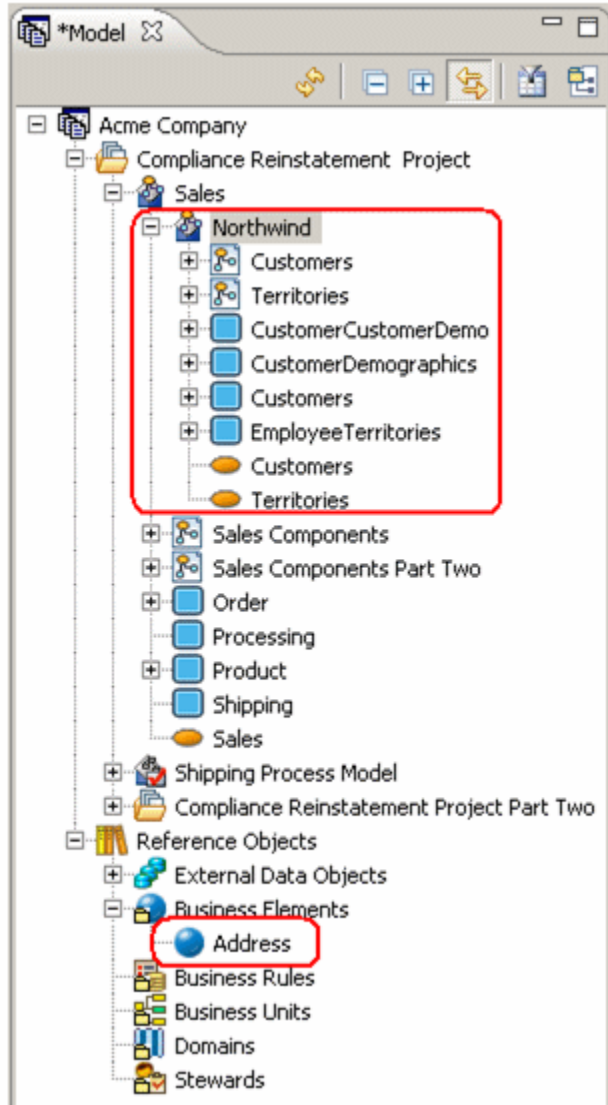 *Model
Acme Company
Compliance Reinstatement Project
Sales
Northwind
Customers
Territories
CustomerCustomerDemo
CustomerDemographics
Customers
EmployeeTerritories
Customers
Territories
Sales Components
Sales Components Part Two
Order
Processing
Product
Shipping
Sales
Shipping Process Model
Compliance Reinstatement Project Part Two
Reference Objects
External Data Objects
Business Elements
Address
Business Rules
Business Units
Domains
Stewards